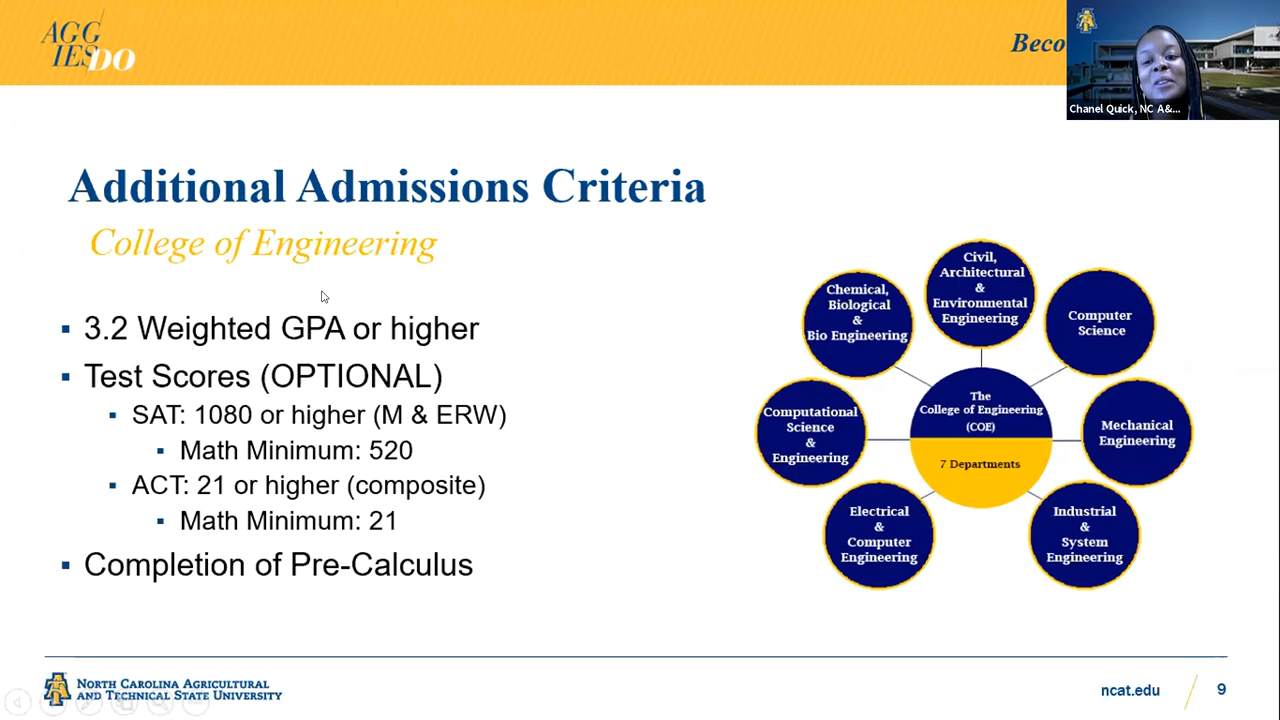 AGG
IESDO
Beco
Chanel Quick, NC A&...
Additional Admissions Criteria
College of Engineering
▪ 3.2 Weighted GPA or higher
▪ Test Scores (OPTIONAL)
▪ SAT: 1080 or higher (M & ERW)
▪ Math Minimum: 520
▪ ACT: 21 or higher (composite)
▪ Math Minimum: 21
▪ Completion of Pre-Calculus
Civil,
Architectural
&
Environmental
Engineering
Chemical,
Biological
&
Bio Engineering
Computer
Science
Computational
Science
&
Engineering
The
College of Engineering
(COE)
7 Departments
Mechanical
Engineering
Electrical
&
Computer
Engineering
Industrial
&
System
Engineering
North Carolina Agricultural
and Technical State University
ncat.edu
9